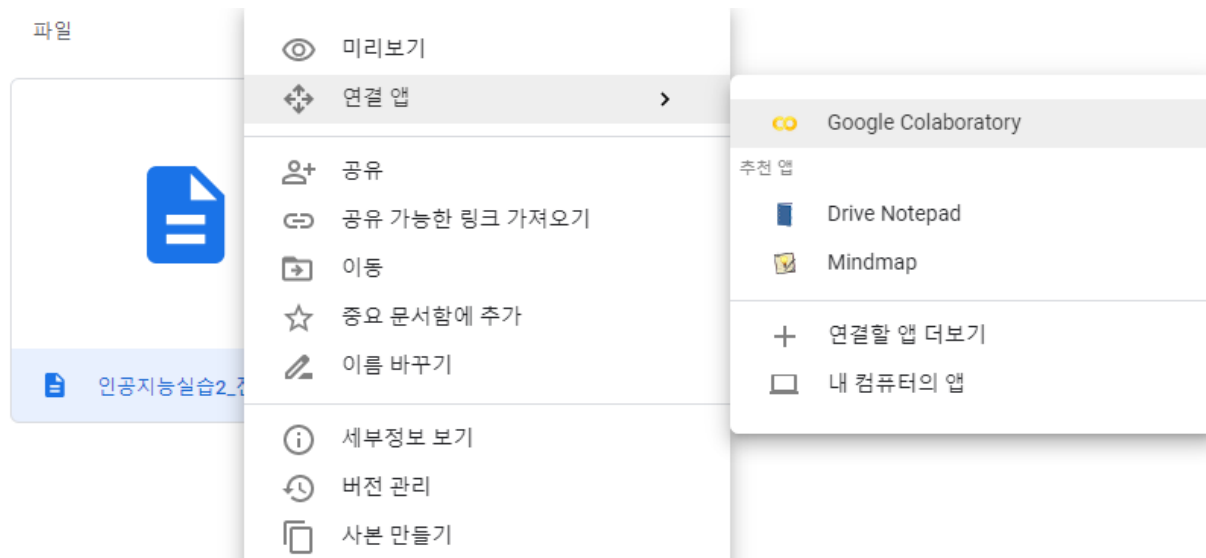 파일
미리보기
연결 앱
공유
공유 가능한 링크 가져오기
이동
중요 문서함에 추가
이름 바꾸기
세부정보 보기
버전 관리
사본 만들기
Google Colaboratory
추천 앱
Drive Notepad
Mindmap
연결할 앱 더보기
내 컴퓨터의 앱
인공지능실습2_